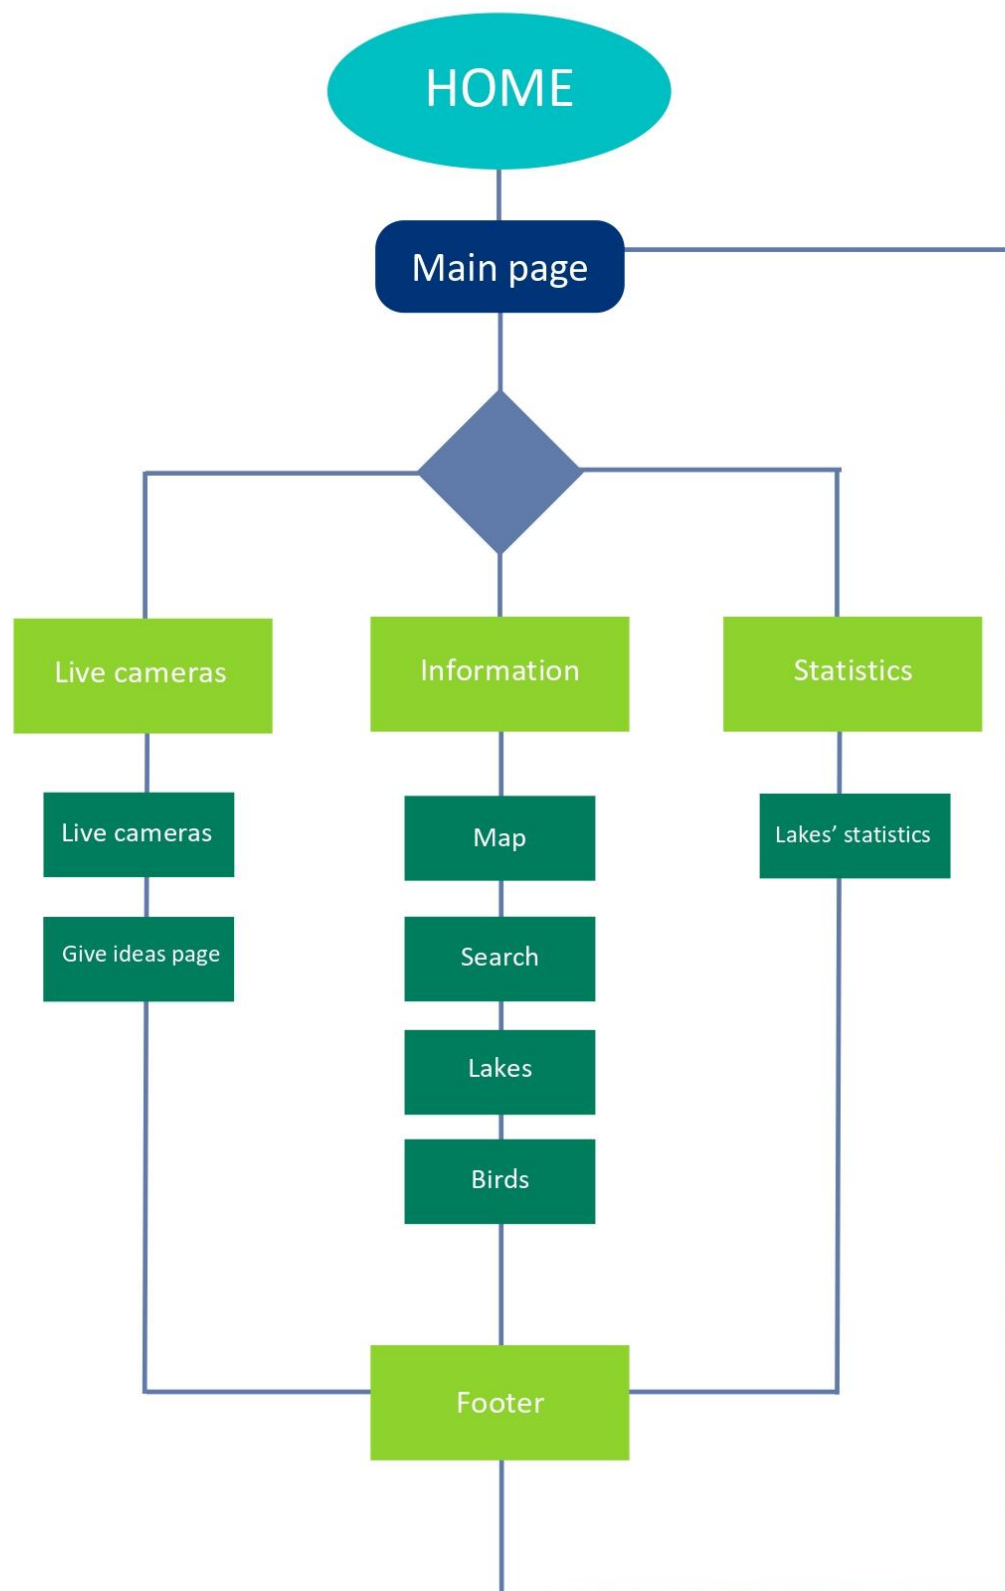 HOME
Main page
Live cameras
Information
Statistics
Live cameras
Map
Lakes’ statistics
Give ideas page
Search
Lakes
Birds
Footer